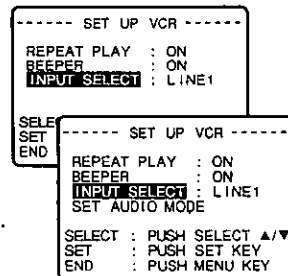 ------ SET UP VCR ------
REPEAT PLAY : ON
BEEPER : ON
INPUT SELECT : LINE1
SELE
SET
END
------ SET UP VCR ------
REPEAT PLAY : ON
BEEPER : ON
INPUT SELECT : LINE1
SET AUDIO MODE
SELECT : PUSH SELECT ▲/▼
SET : PUSH SET KEY
END : PUSH MENU KEY